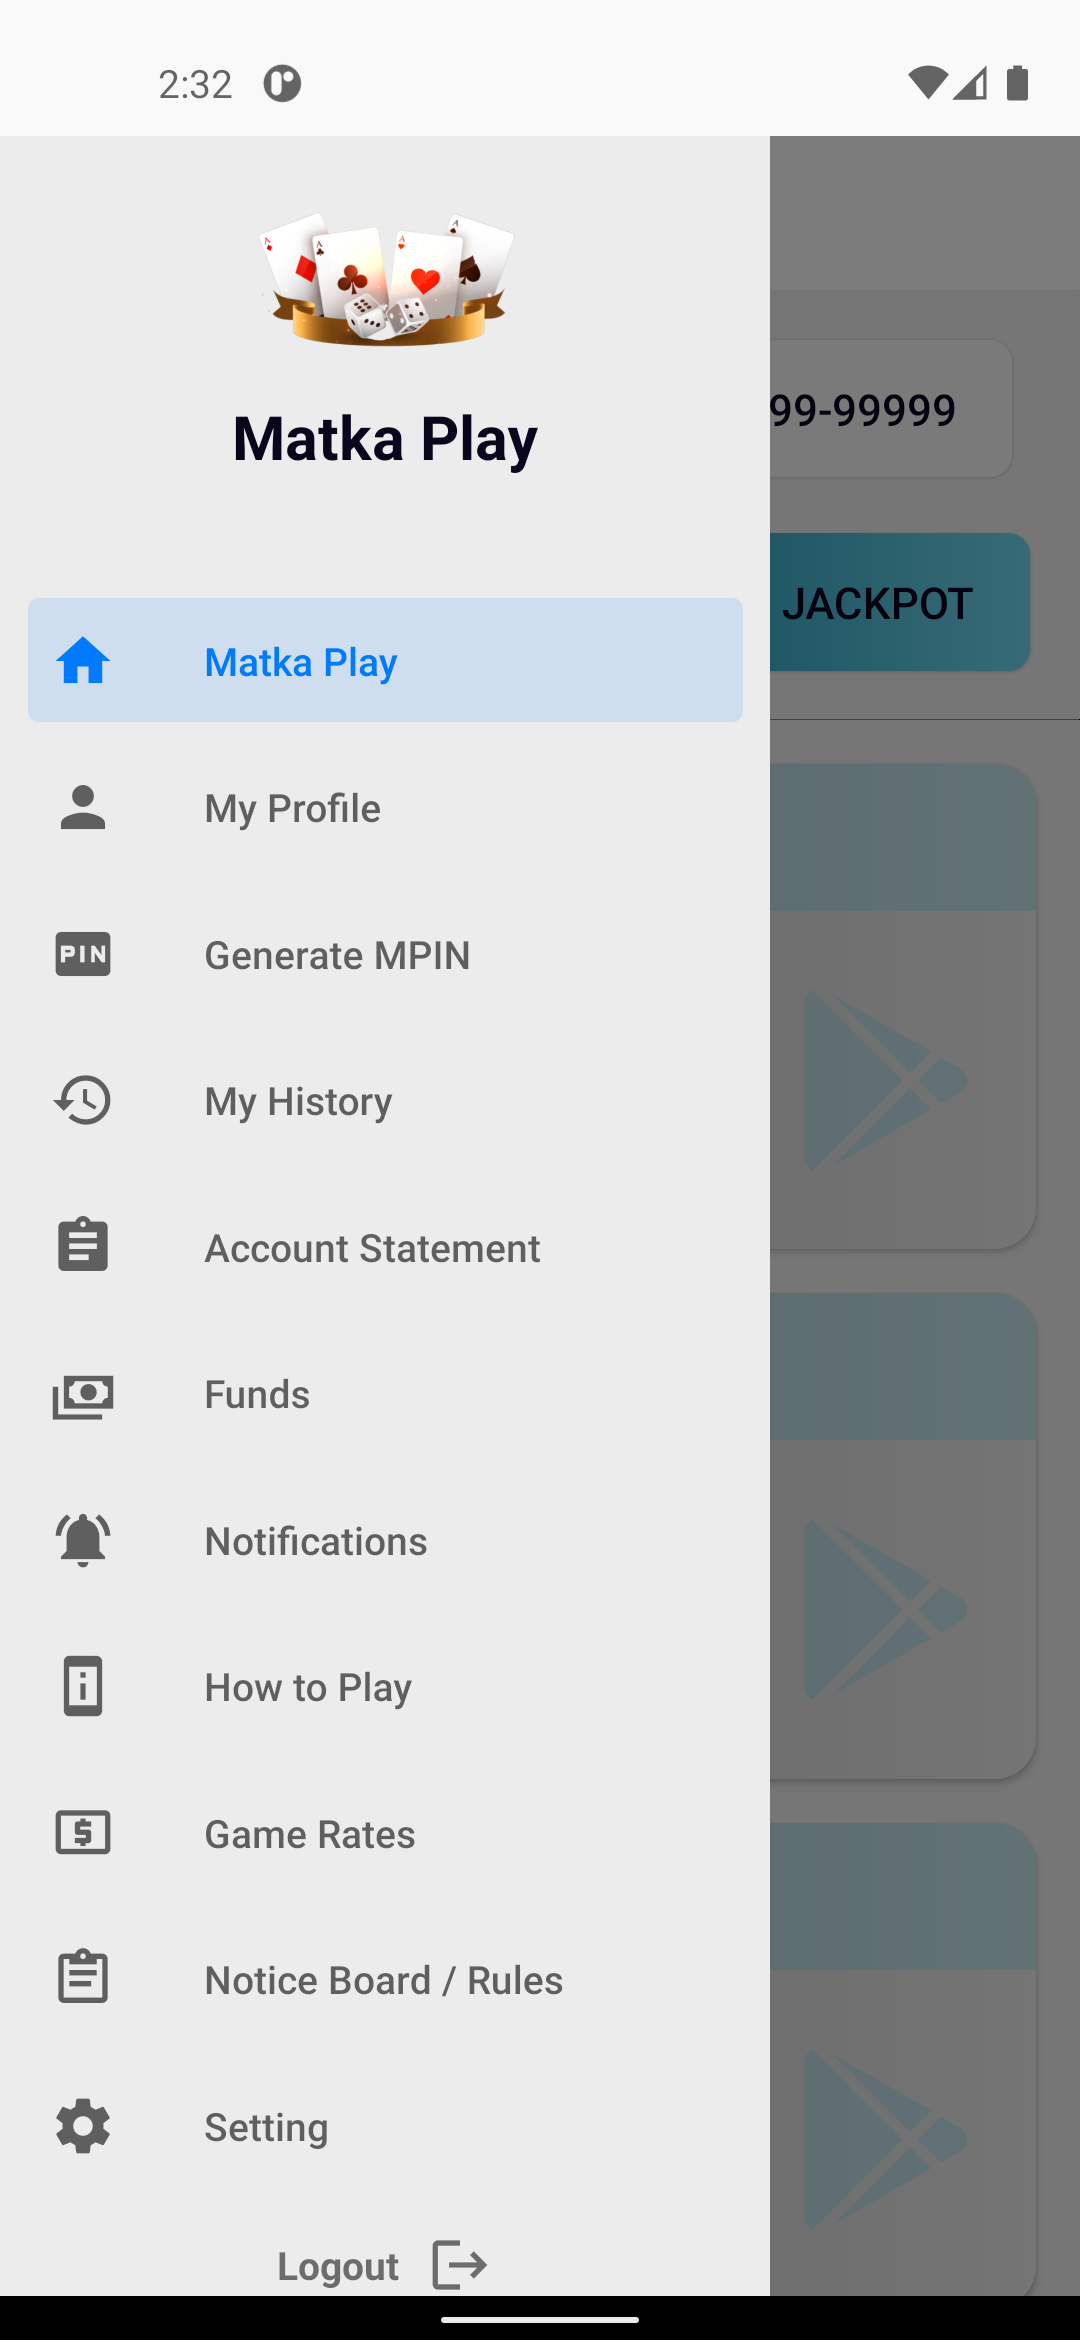 2:32
Matka Play
99-99999
JACKPOT
Matka Play
My Profile
PIN
Generate MPIN
My History
Account Statement
Funds
Notifications
How to Play
Game Rates
Notice Board / Rules
Setting
Logout